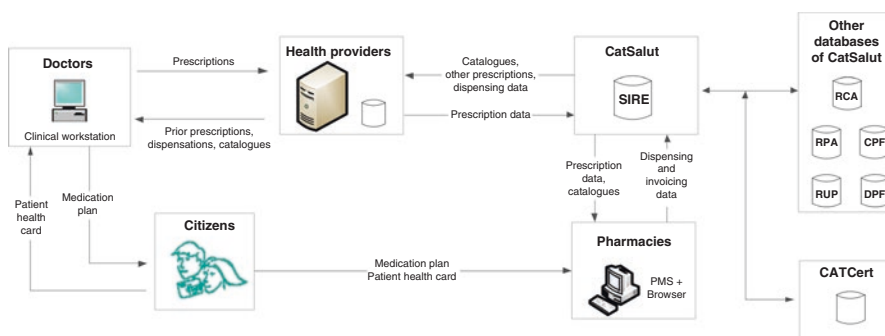 Doctors
Clinical workstation
Prescriptions
Prior prescriptions,
dispensations, catalogues
Health providers
Catalogues,
other prescriptions,
dispensing data
Prescription data
CatSalut
SIRE
Other
databases
of CatSalut
RCA
RPA
CPF
RUP
DPF
Patient
health
card
Medication
plan
Citizens
Medication plan
Patient health card
Prescription
data,
catalogues
Dispensing
and
invoicing
data
Pharmacies
PMS +
Browser
CATCert